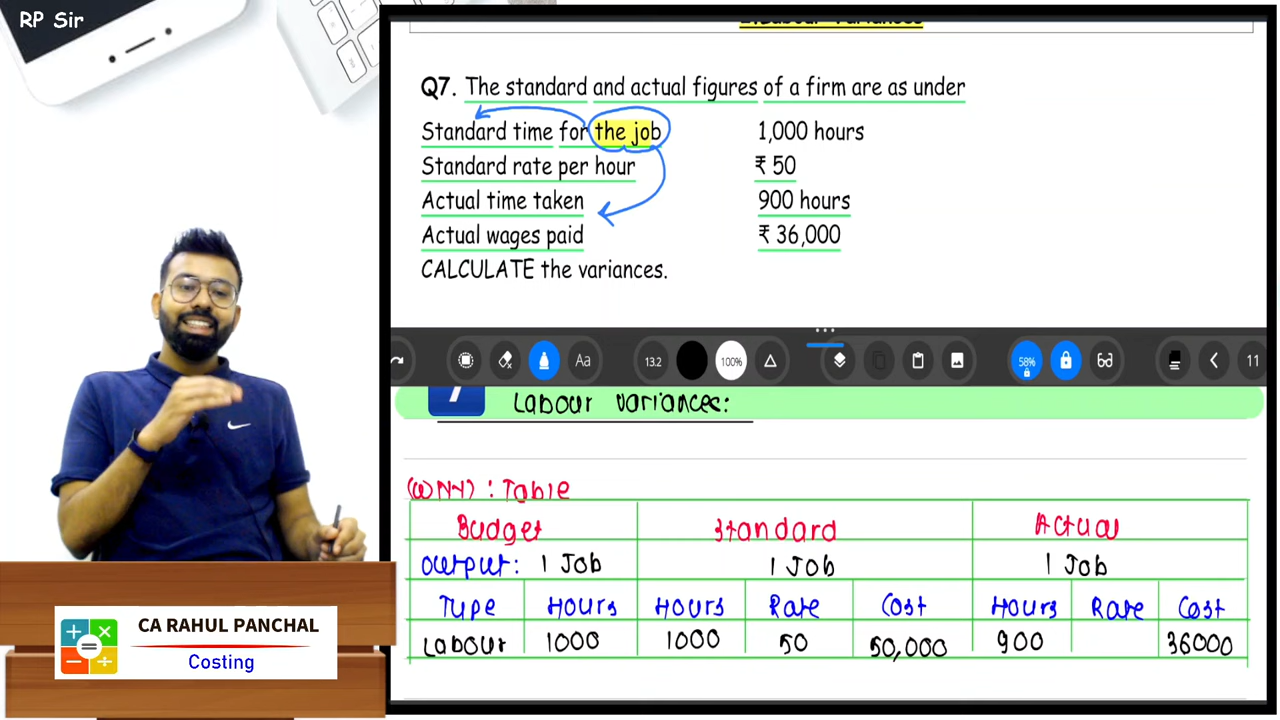 RP Sir
Q7. The standard and actual figures of a firm are as under
Standard time for the job 1,000 hours
Standard rate per hour ₹ 50
Actual time taken 900 hours
Actual wages paid ₹ 36,000
CALCULATE the variances.
Aa 13.2 100% 58% 11
7 Labour variances:
: Table
Budget Standard Actual
Output: 1 Job 1 Job 1 Job
Type Hours Hours Rate Cost Hours Rate Cost
Labour 1000 1000 50 50,000 900 36000
CA RAHUL PANCHAL
Costing